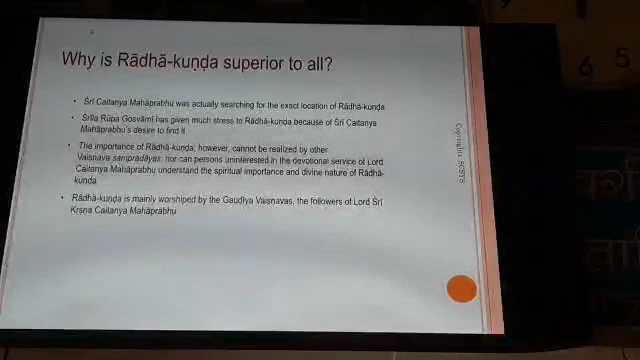 Why is Rādhā-kuṇḍa superior to all?
• Śrī Caitanya Mahāprabhu was actually searching for the exact location of Rādhā-kuṇḍa.
• Śrīla Rūpa Gosvāmī has given much stress to Rādhā-kuṇḍa because of Śrī Caitanya
Mahāprabhu's desire to find it.
• The importance of Rādhā-kuṇḍa, however, cannot be realized by other
Vaiṣṇava sampradāyas, nor can persons uninterested in the devotional service of Lord
Caitanya Mahāprabhu understand the spiritual importance and divine nature of Rādhā-
kuṇḍa.
• Rādhā-kuṇḍa is mainly worshiped by the Gauḍīya Vaiṣṇavas, the followers of Lord Śrī
Kṛṣṇa Caitanya Mahāprabhu
6 5